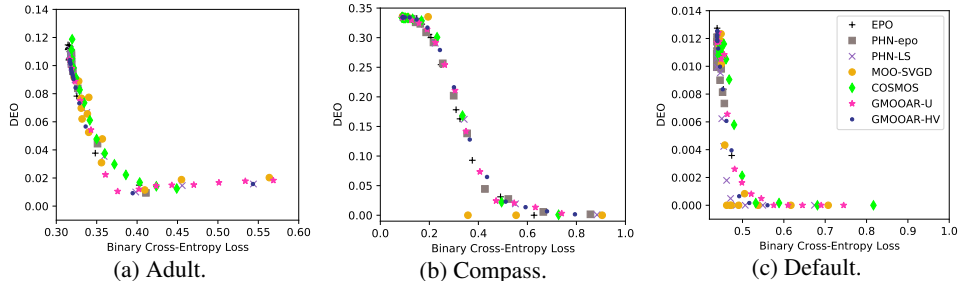 0.14
0.12
0.10
0.08
0.06
0.04
0.02
0.00
DEO
0.30 0.35 0.40 0.45 0.50 0.55 0.60
Binary Cross-Entropy Loss
(a) Adult.
0.35
0.30
0.25
0.20
0.15
0.10
0.05
0.00
DEO
0.0 0.2 0.4 0.6 0.8 1.0
Binary Cross-Entropy Loss
(b) Compass.
0.014
0.012
0.010
0.008
0.006
0.004
0.002
0.000
DEO
EPO
PHN-epo
PHN-LS
MOO-SVGD
COSMOS
GMOOAR-U
GMOOAR-HV
0.5 0.6 0.7 0.8 0.9 1.0
Binary Cross-Entropy Loss
(c) Default.